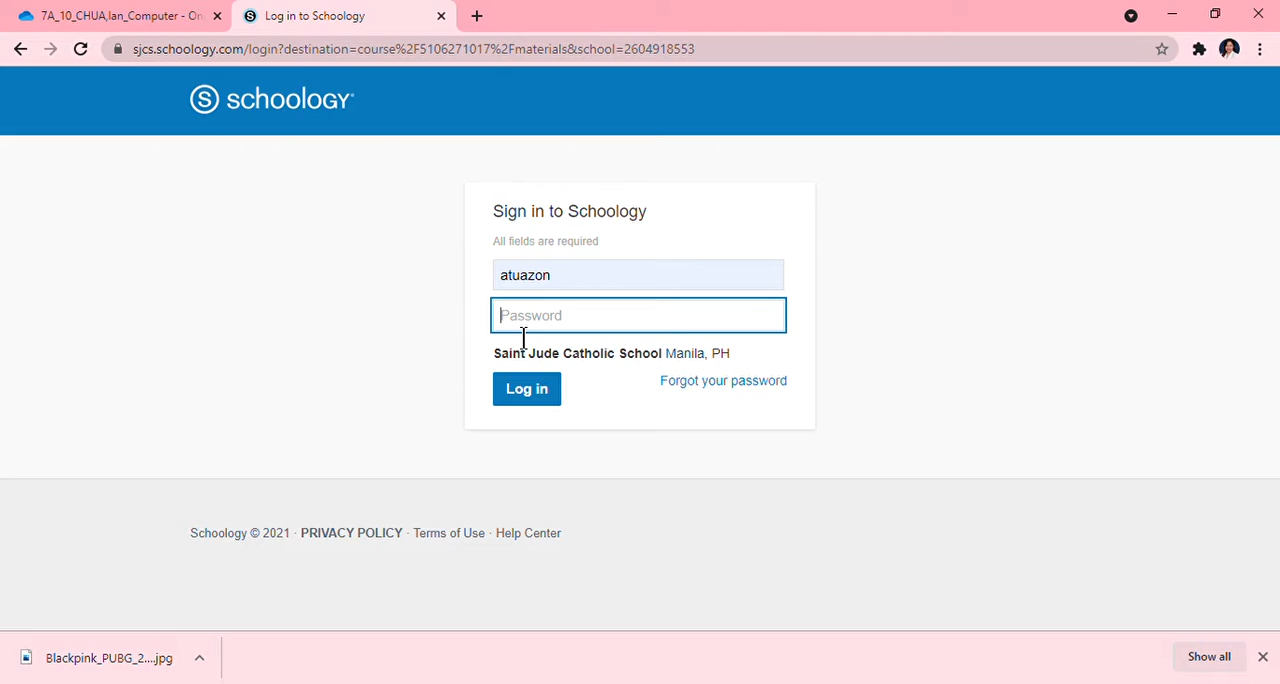 7A_10_CHUA,Ian_Computer - On
Log in to Schoology
sjcs.schoology.com/login?destination=course%2F5106271017%2Fmaterials&school=2604918553
schoology
Sign in to Schoology
All fields are required
atuazon
Password
Saint Jude Catholic School Manila, PH
Log in
Forgot your password
Schoology © 2021 · PRIVACY POLICY · Terms of Use · Help Center
Blackpink_PUBG_2....jpg
Show all